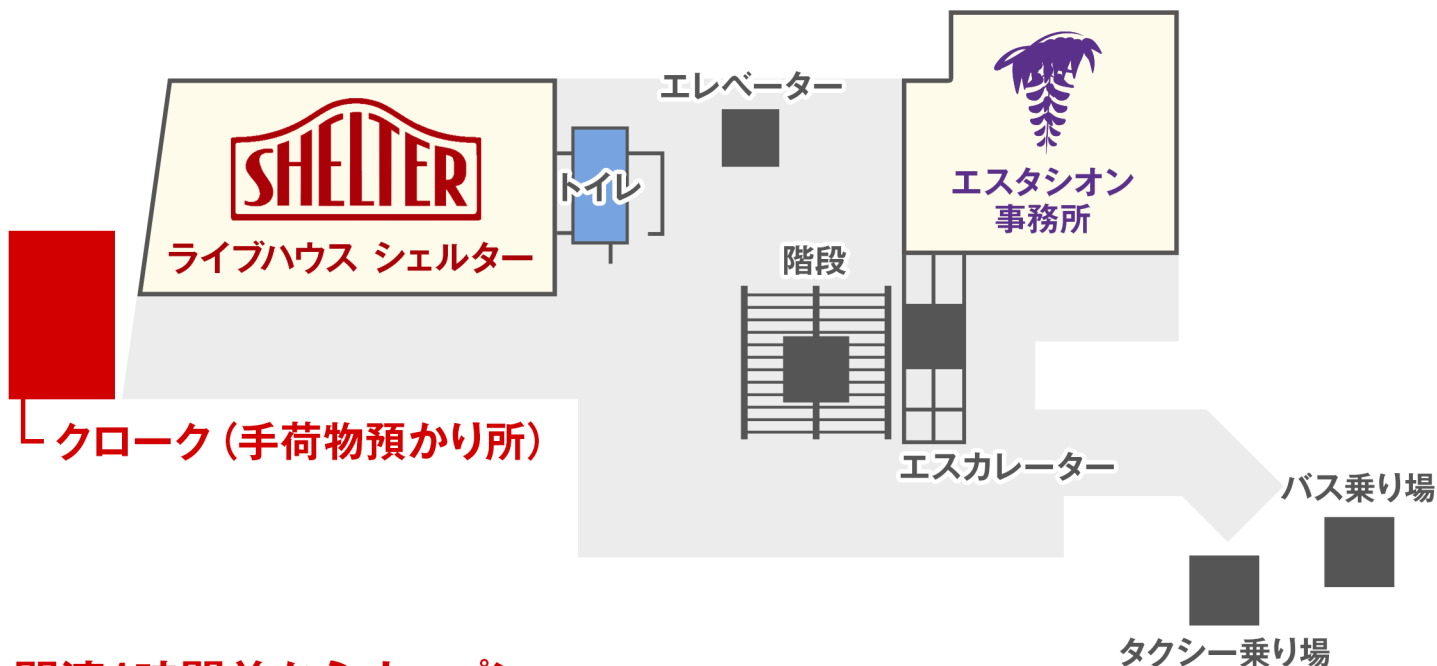 エレベーター
SHELTER
ライブハウス シェルター
トイレ
エスタシオン
事務所
階段
クローク（手荷物預かり所）
エスカレーター
バス乗り場
タクシー乗り場